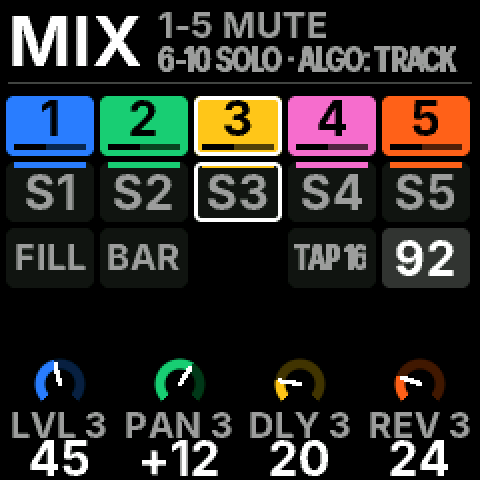 MIX
1-5 MUTE
6-10 SOLO · ALGO: TRACK
1 2 3 4 5
S1 S2 S3 S4 S5
FILL BAR TAP 16 92
LVL 3 PAN 3 DLY 3 REV 3
45 +12 20 24